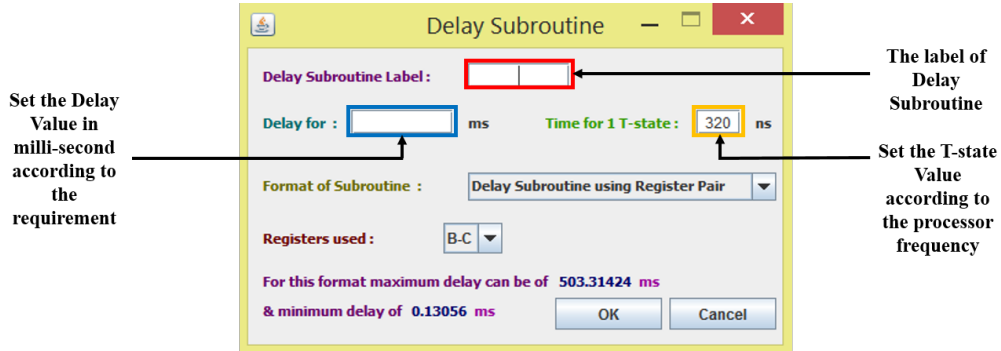 Delay Subroutine
Delay Subroutine Label :
The label of
Delay
Subroutine
Set the Delay
Value in
milli-second
according to
the
requirement
Delay for :
ms
Time for 1 T-state :
320
ns
Set the T-state
Value
according to
the processor
frequency
Format of Subroutine :
Delay Subroutine using Register Pair
Registers used :
B-C
For this format maximum delay can be of 503.31424 ms
& minimum delay of 0.13056 ms
OK
Cancel